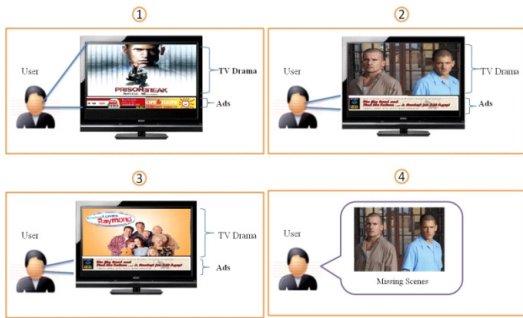 ①
②
User
PRISON BREAK
TV Drama
Ads
User
TV Drama
Ads
③
④
User
Raymond
TV Drama
Ads
User
Missing Scenes